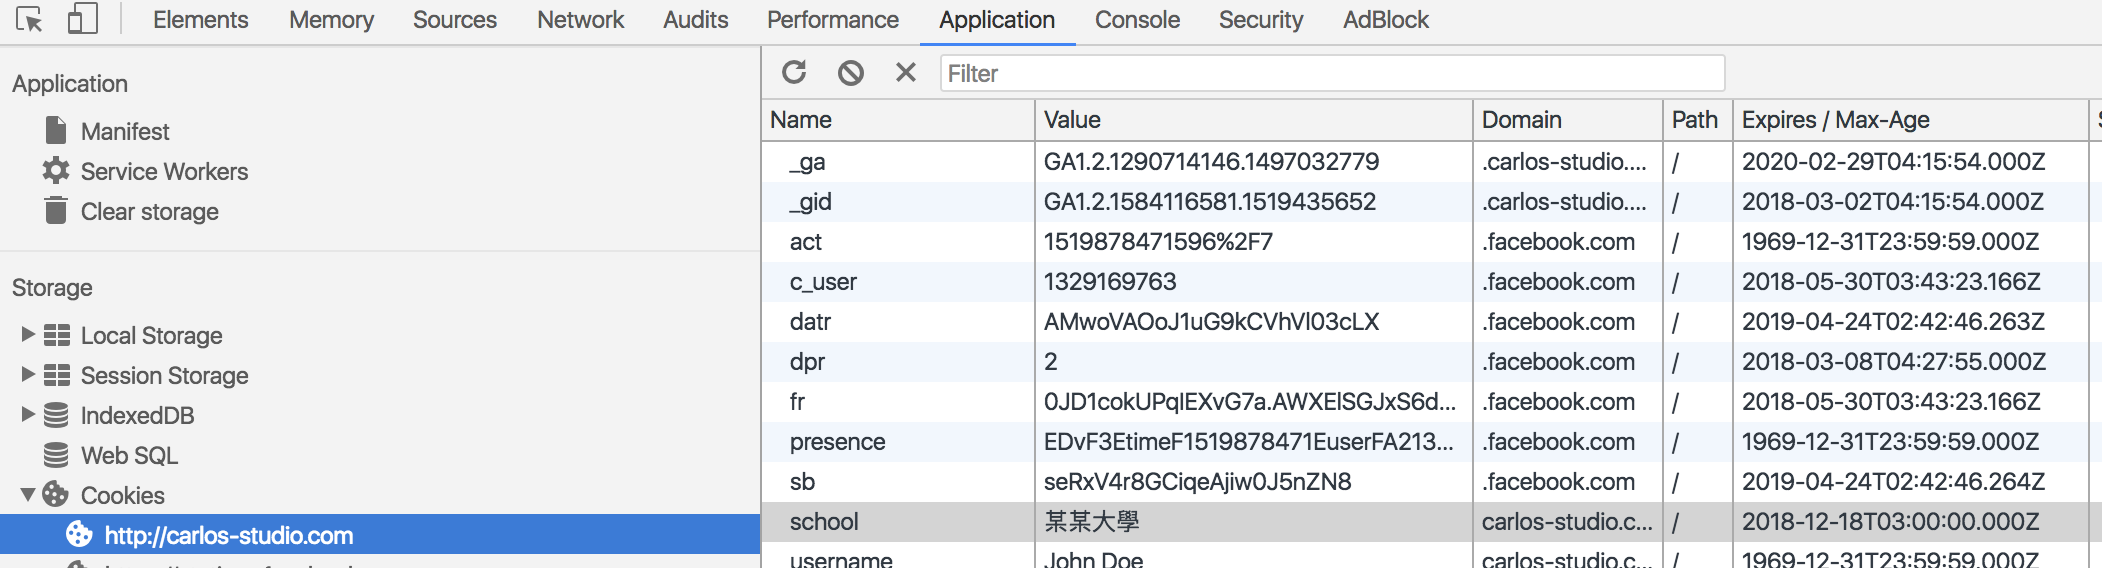 Elements Memory Sources Network Audits Performance Application Console Security AdBlock
Application
Manifest
Service Workers
Clear storage
Storage
Local Storage
Session Storage
IndexedDB
Web SQL
Cookies
http://carlos-studio.com
Filter
Name Value Domain Path Expires / Max-Age
_ga GA1.2.1290714146.1497032779 .carlos-studio.… / 2020-02-29T04:15:54.000Z
_gid GA1.2.1584116581.1519435652 .carlos-studio.… / 2018-03-02T04:15:54.000Z
act 1519878471596%2F7 .facebook.com / 1969-12-31T23:59:59.000Z
c_user 1329169763 .facebook.com / 2018-05-30T03:43:23.166Z
datr AMwoVAOoJ1uG9kCVhVl03cLX .facebook.com / 2019-04-24T02:42:46.263Z
dpr 2 .facebook.com / 2018-03-08T04:27:55.000Z
fr 0JD1cokUPqIEXvG7a.AWXElSGJxS6d… .facebook.com / 2018-05-30T03:43:23.166Z
presence EDvF3EtimeF1519878471EuserFA213… .facebook.com / 1969-12-31T23:59:59.000Z
sb seRxV4r8GCiqeAjiw0J5nZN8 .facebook.com / 2019-04-24T02:42:46.264Z
school 某某大學 carlos-studio.c… / 2018-12-18T03:00:00.000Z
username John Doe carlos-studio.c… / 1969-12-31T23:59:59.000Z